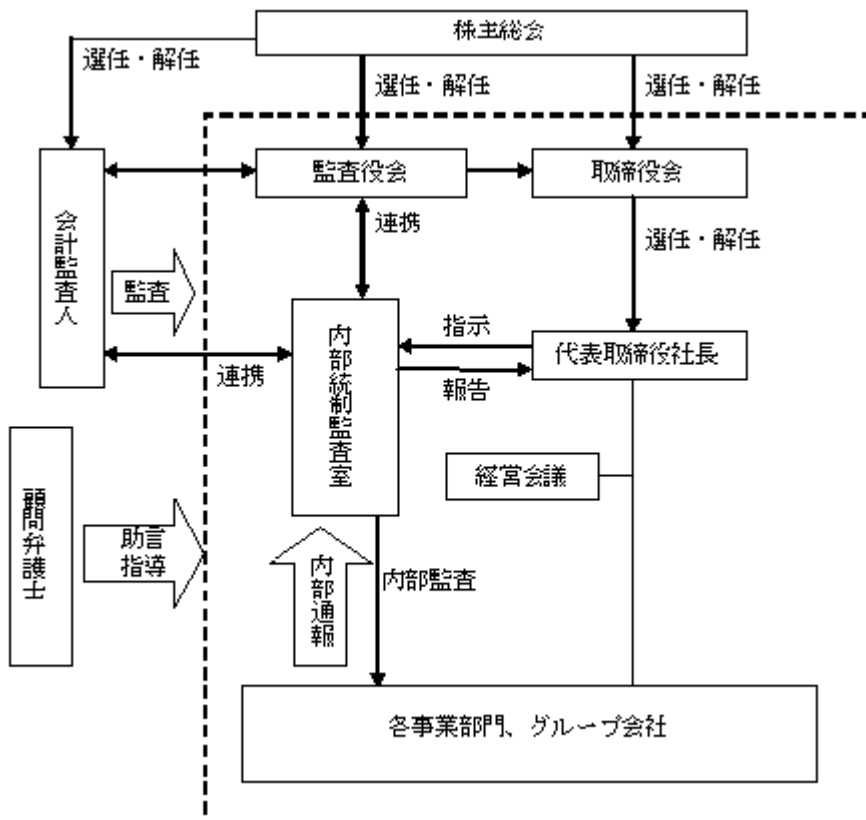 株主総会
選任・解任
選任・解任
選任・解任
監査役会
取締役会
会計監査人
連携
選任・解任
監査
内部統制監査室
指示
代表取締役社長
連携
報告
顧問弁護士
経営会議
助言
指導
内部通報
内部監査
各事業部門、グループ会社